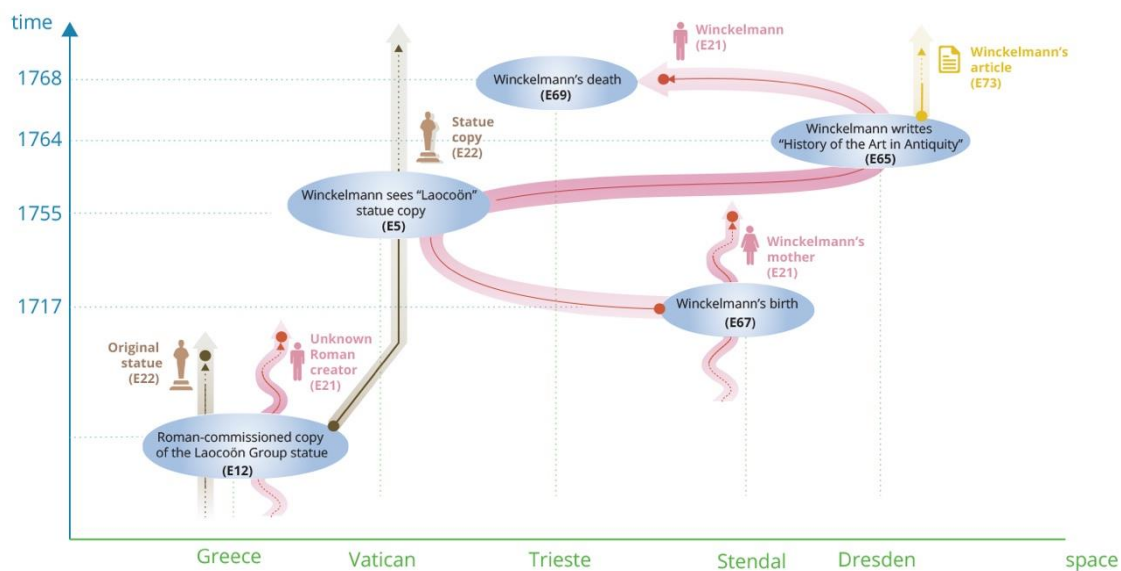 time
1768
1764
1755
1717
Winckelmann
(E21)
Winckelmann's
article
(E73)
Winckelmann's death
(E69)
Statue
copy
(E22)
Winckelmann writtes
"History of the Art in Antiquity"
(E65)
Winckelmann sees "Laocoön"
statue copy
(E5)
Winckelmann's
mother
(E21)
Winckelmann's birth
(E67)
Original
statue
(E22)
Unknown
Roman
creator
(E21)
Roman-commissioned copy
of the Laocoön Group statue
(E12)
Greece
Vatican
Trieste
Stendal
Dresden
space